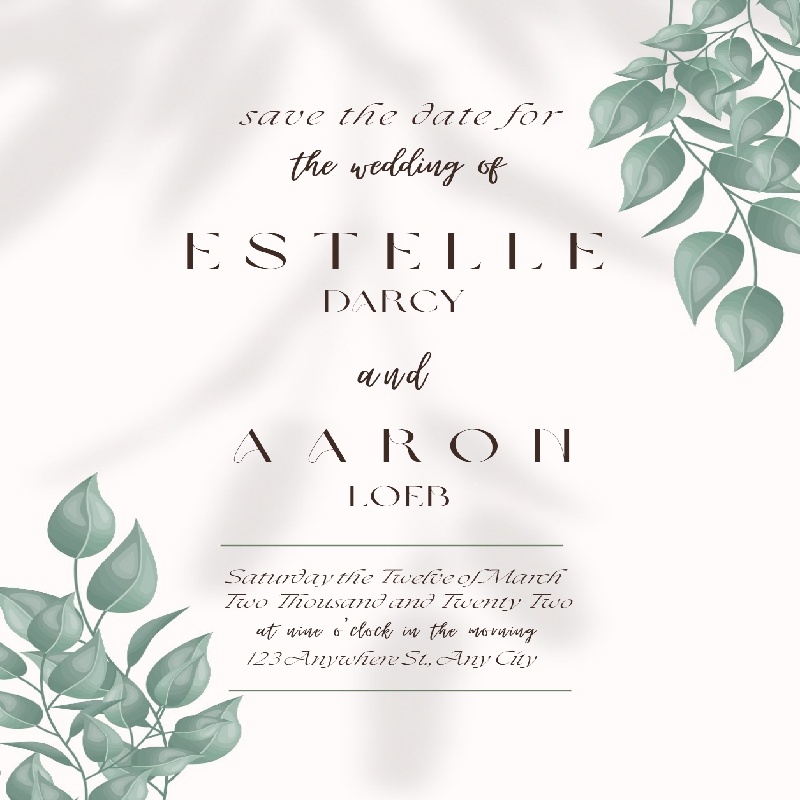 save the date for
the wedding of
ESTELLE
DARCY
and
AARON
LOEB
Saturday the Twelve of March
Two Thousand and Twenty Two
at nine o'clock in the morning
123 Anywhere St., Any City